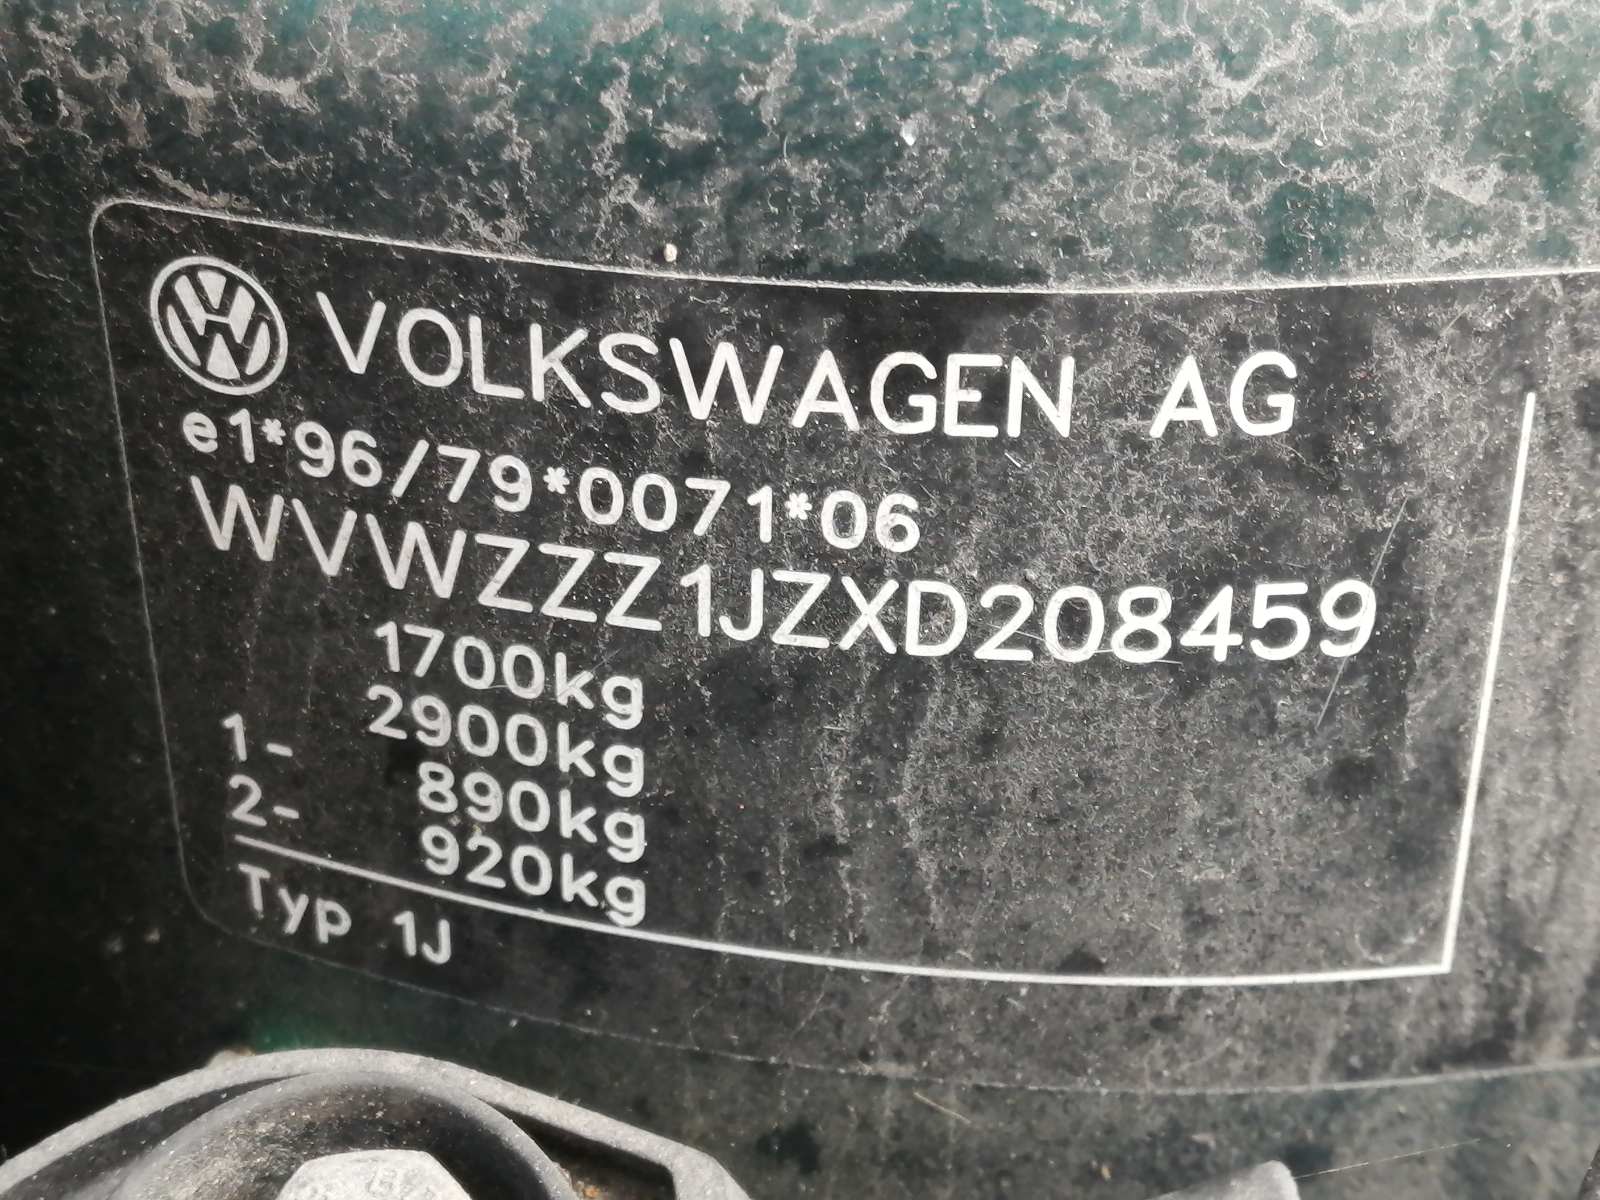 VOLKSWAGEN AG
e1*96/79*0071*06
WVWZZZ1JZXD208459
1700kg
2900kg
1- 890kg
2- 920kg
Typ 1J